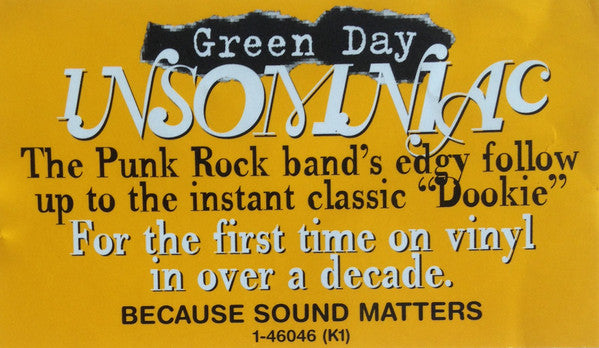 Green Day
INSOMNIAC
The Punk Rock band's edgy follow
up to the instant classic "Dookie"
For the first time on vinyl
in over a decade.
BECAUSE SOUND MATTERS
1-46046 (K1)